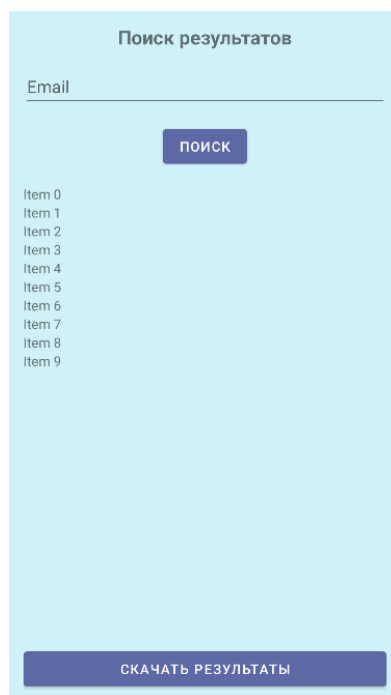 Поиск результатов
Email
ПОИСК
Item 0
Item 1
Item 2
Item 3
Item 4
Item 5
Item 6
Item 7
Item 8
Item 9
СКАЧАТЬ РЕЗУЛЬТАТЫ